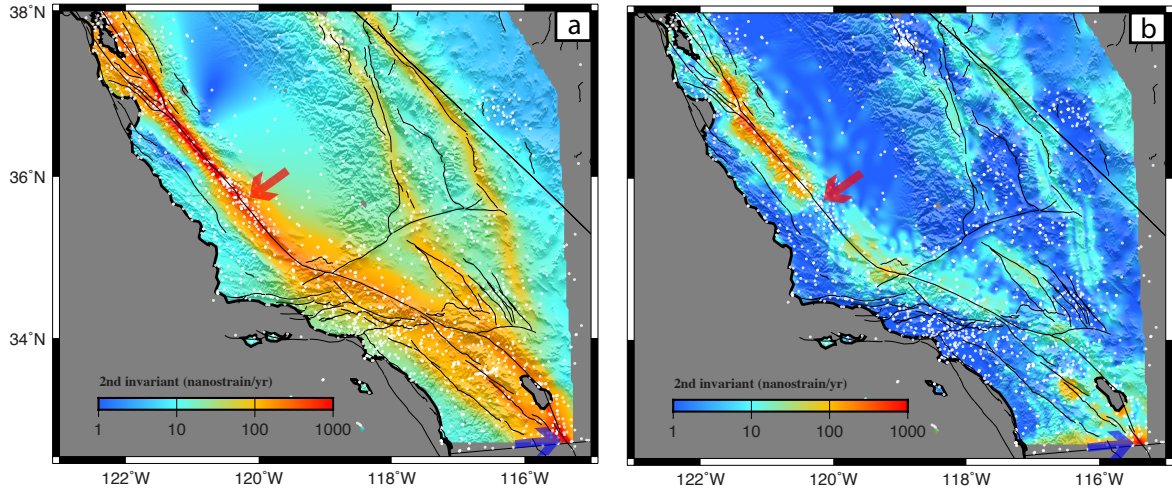 38˚N
a
b
36˚N
34˚N
2nd invariant (nanostrain/yr)
2nd invariant (nanostrain/yr)
1 10 100 1000
1 10 100 1000
122˚W 120˚W 118˚W 116˚W
122˚W 120˚W 118˚W 116˚W